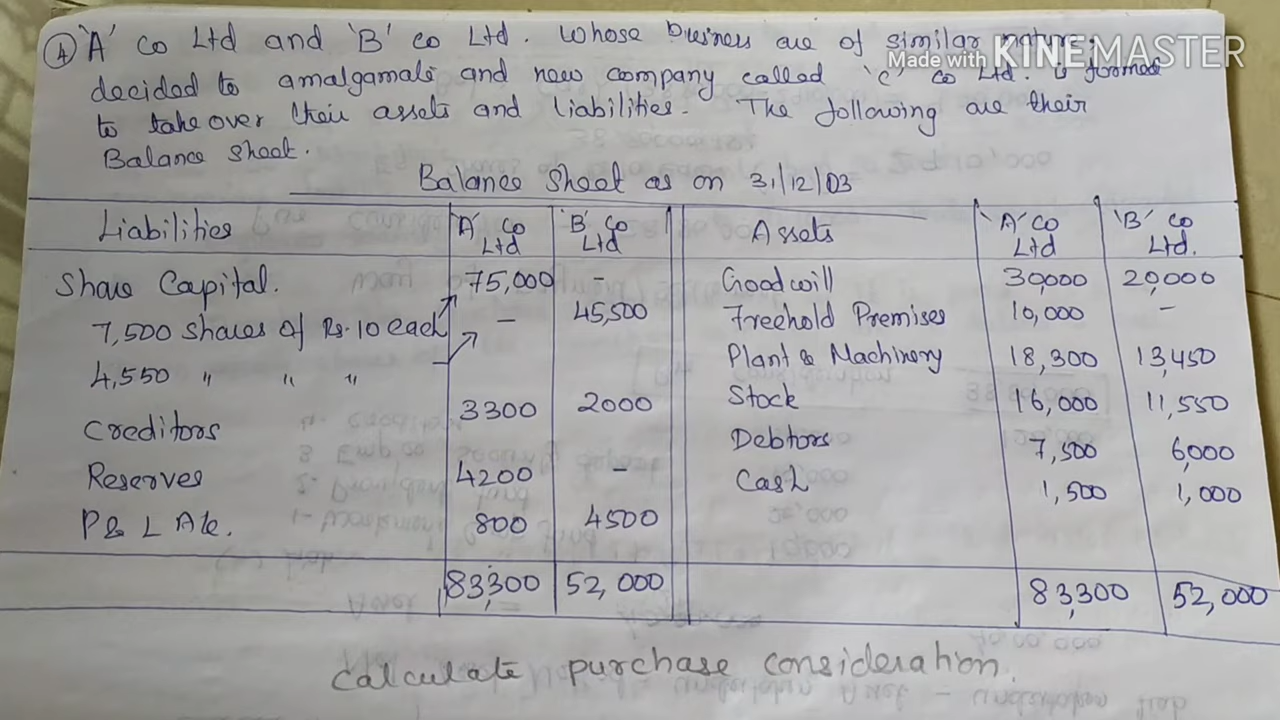 ④ 'A' Co Ltd and 'B' Co Ltd. Whose business are of similar nature,
Made with KINEMASTER
decided to amalgamate and new company called 'C' Co Ltd. is formed
to take over their assets and liabilities. The following are their
Balance Sheet.
Balance Sheet as on 31/12/03
Liabilities 'A' Co Ltd 'B' Co Ltd Assets 'A' Co Ltd 'B' Co Ltd.
Share Capital. 75,000 - Goodwill 30,000 20,000
7,500 Shares of Rs. 10 each - 45,500 Freehold Premises 10,000 -
4,550 " " " Plant & Machinery 18,300 13,450
Creditors 3300 2000 Stock 16,000 11,550
Reserves 4200 - Debtors 7,500 6,000
P & L A/c. 800 4500 Cash 1,500 1,000
83,300 52,000 83,300 52,000
Calculate purchase consideration.